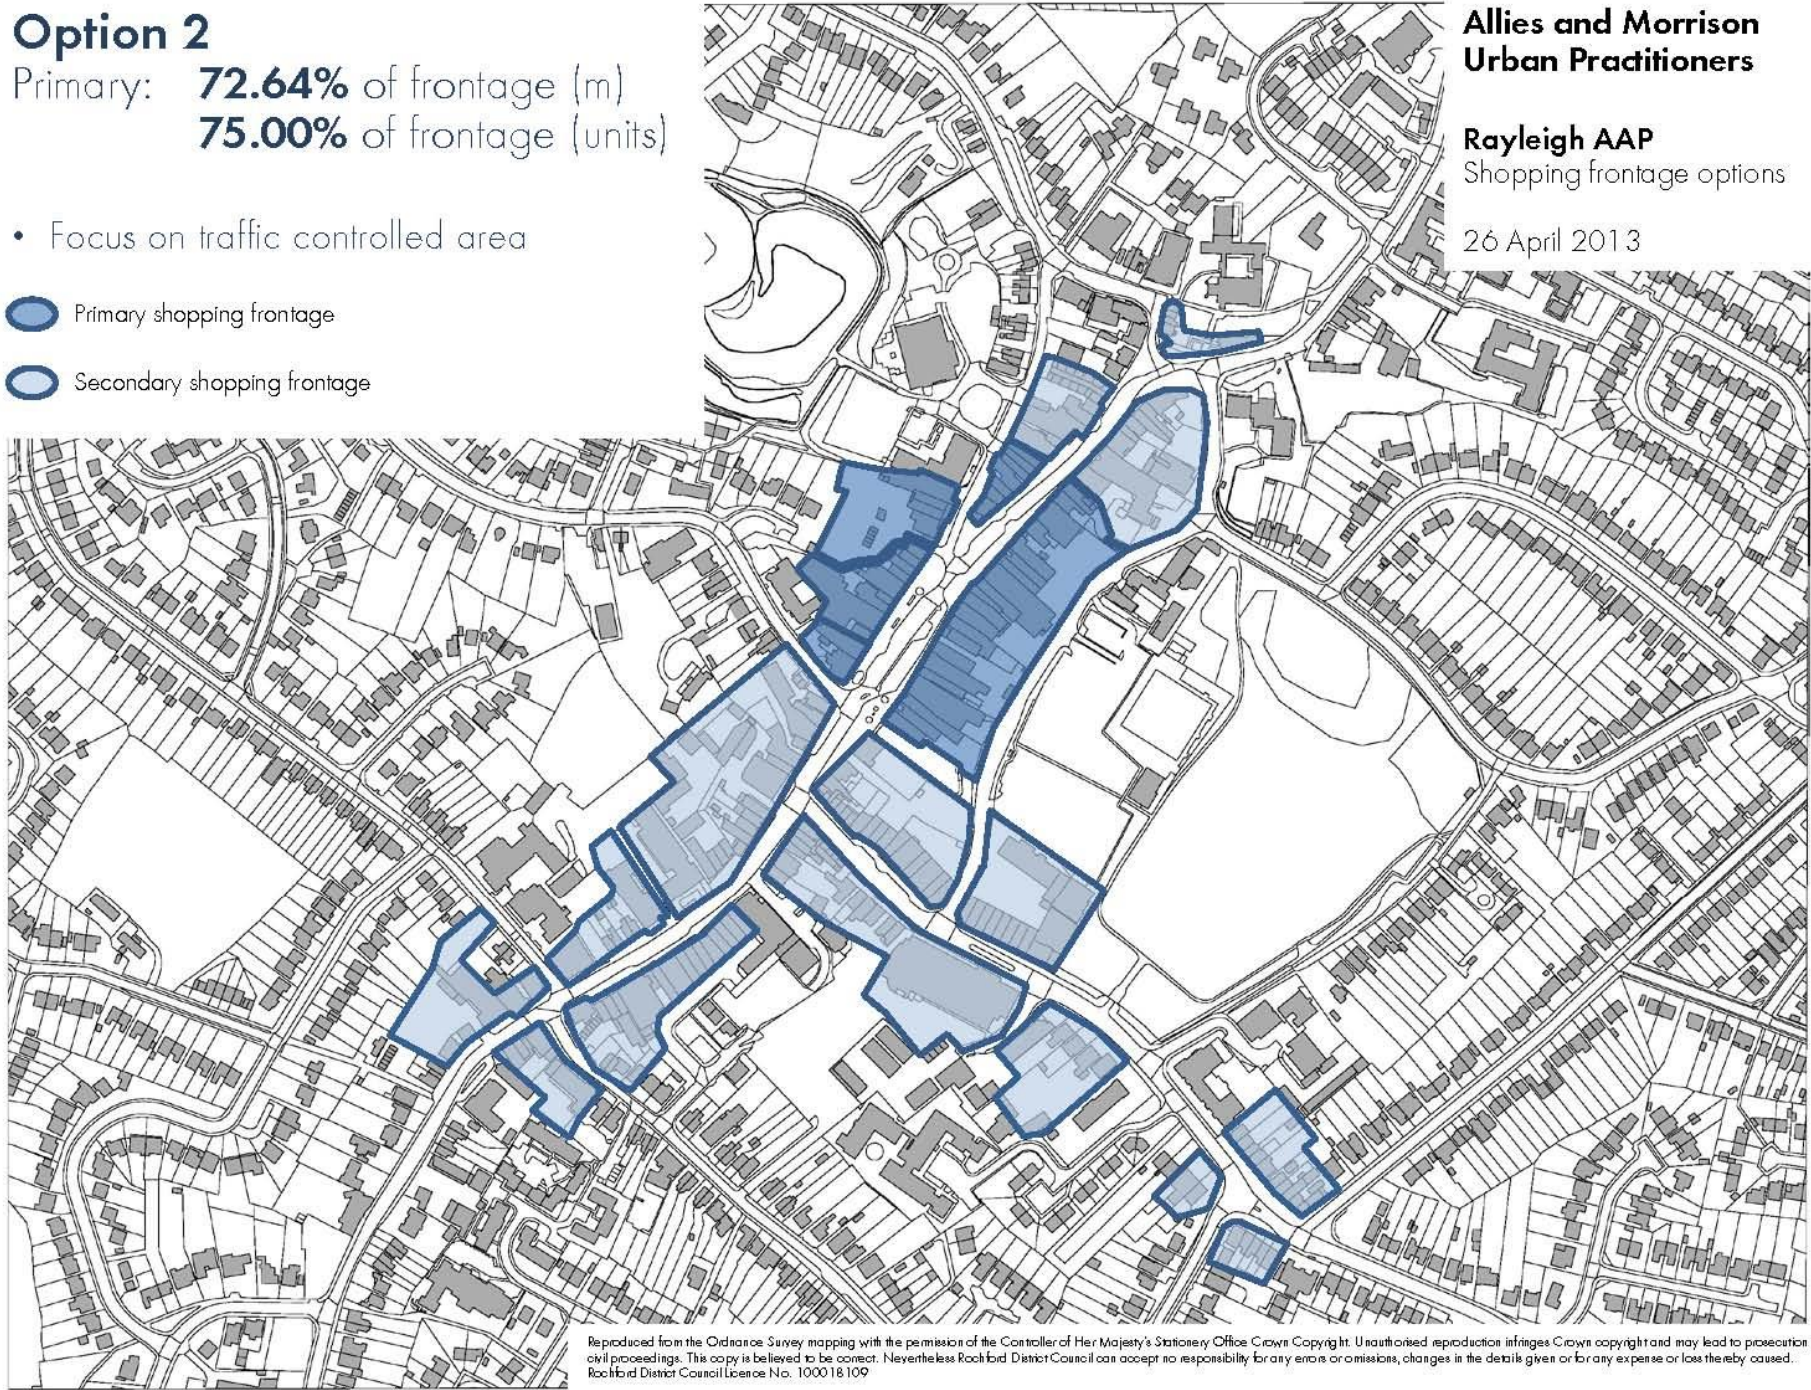 Option 2
Primary: 72.64% of frontage (m)
75.00% of frontage (units)
• Focus on traffic controlled area
Primary shopping frontage
Secondary shopping frontage
Allies and Morrison
Urban Practitioners
Rayleigh AAP
Shopping frontage options
26 April 2013
Reproduced from the Ordnance Survey mapping with the permission of the Controller of Her Majesty's Stationery Office Crown Copyright. Unauthorised reproduction infringes Crown copyright and may lead to prosecution
civil proceedings. This copy is believed to be correct. Nevertheless Rochford District Council can accept no responsibility for any errors or omissions, changes in the details given or for any expense or loss thereby caused.
Rochford District Council Licence No. 100018109